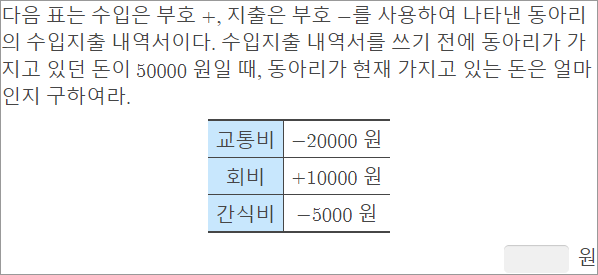 다음 표는 수입은 부호 +, 지출은 부호 −를 사용하여 나타낸 동아리
의 수입지출 내역서이다. 수입지출 내역서를 쓰기 전에 동아리가 가
지고 있던 돈이 50000 원일 때, 동아리가 현재 가지고 있는 돈은 얼마
인지 구하여라.
교통비 −20000 원
회비 +10000 원
간식비 −5000 원
원